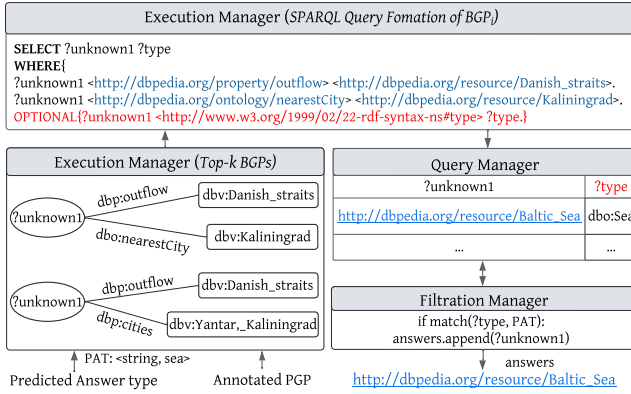 Execution Manager (SPARQL Query Fomation of BGPi)
SELECT ?unknown1 ?type
WHERE{
?unknown1 <http://dbpedia.org/property/outflow> <http://dbpedia.org/resource/Danish_straits>.
?unknown1 <http://dbpedia.org/ontology/nearestCity> <http://dbpedia.org/resource/Kaliningrad>.
OPTIONAL{?unknown1 <http://www.w3.org/1999/02/22-rdf-syntax-ns#type> ?type.}
Execution Manager (Top-k BGPs)
?unknown1
dbp:outflow
dbv:Danish_straits
dbo:nearestCity
dbv:Kaliningrad
?unknown1
dbp:outflow
dbv:Danish_straits
dbp:cities
dbv:Yantar,_Kaliningrad
PAT: <string, sea>
Predicted Answer type
Annotated PGP
Query Manager
?unknown1 ?type
http://dbpedia.org/resource/Baltic_Sea dbo:Sea
... ...
Filtration Manager
if match(?type, PAT):
answers.append(?unknown1)
answers
http://dbpedia.org/resource/Baltic_Sea